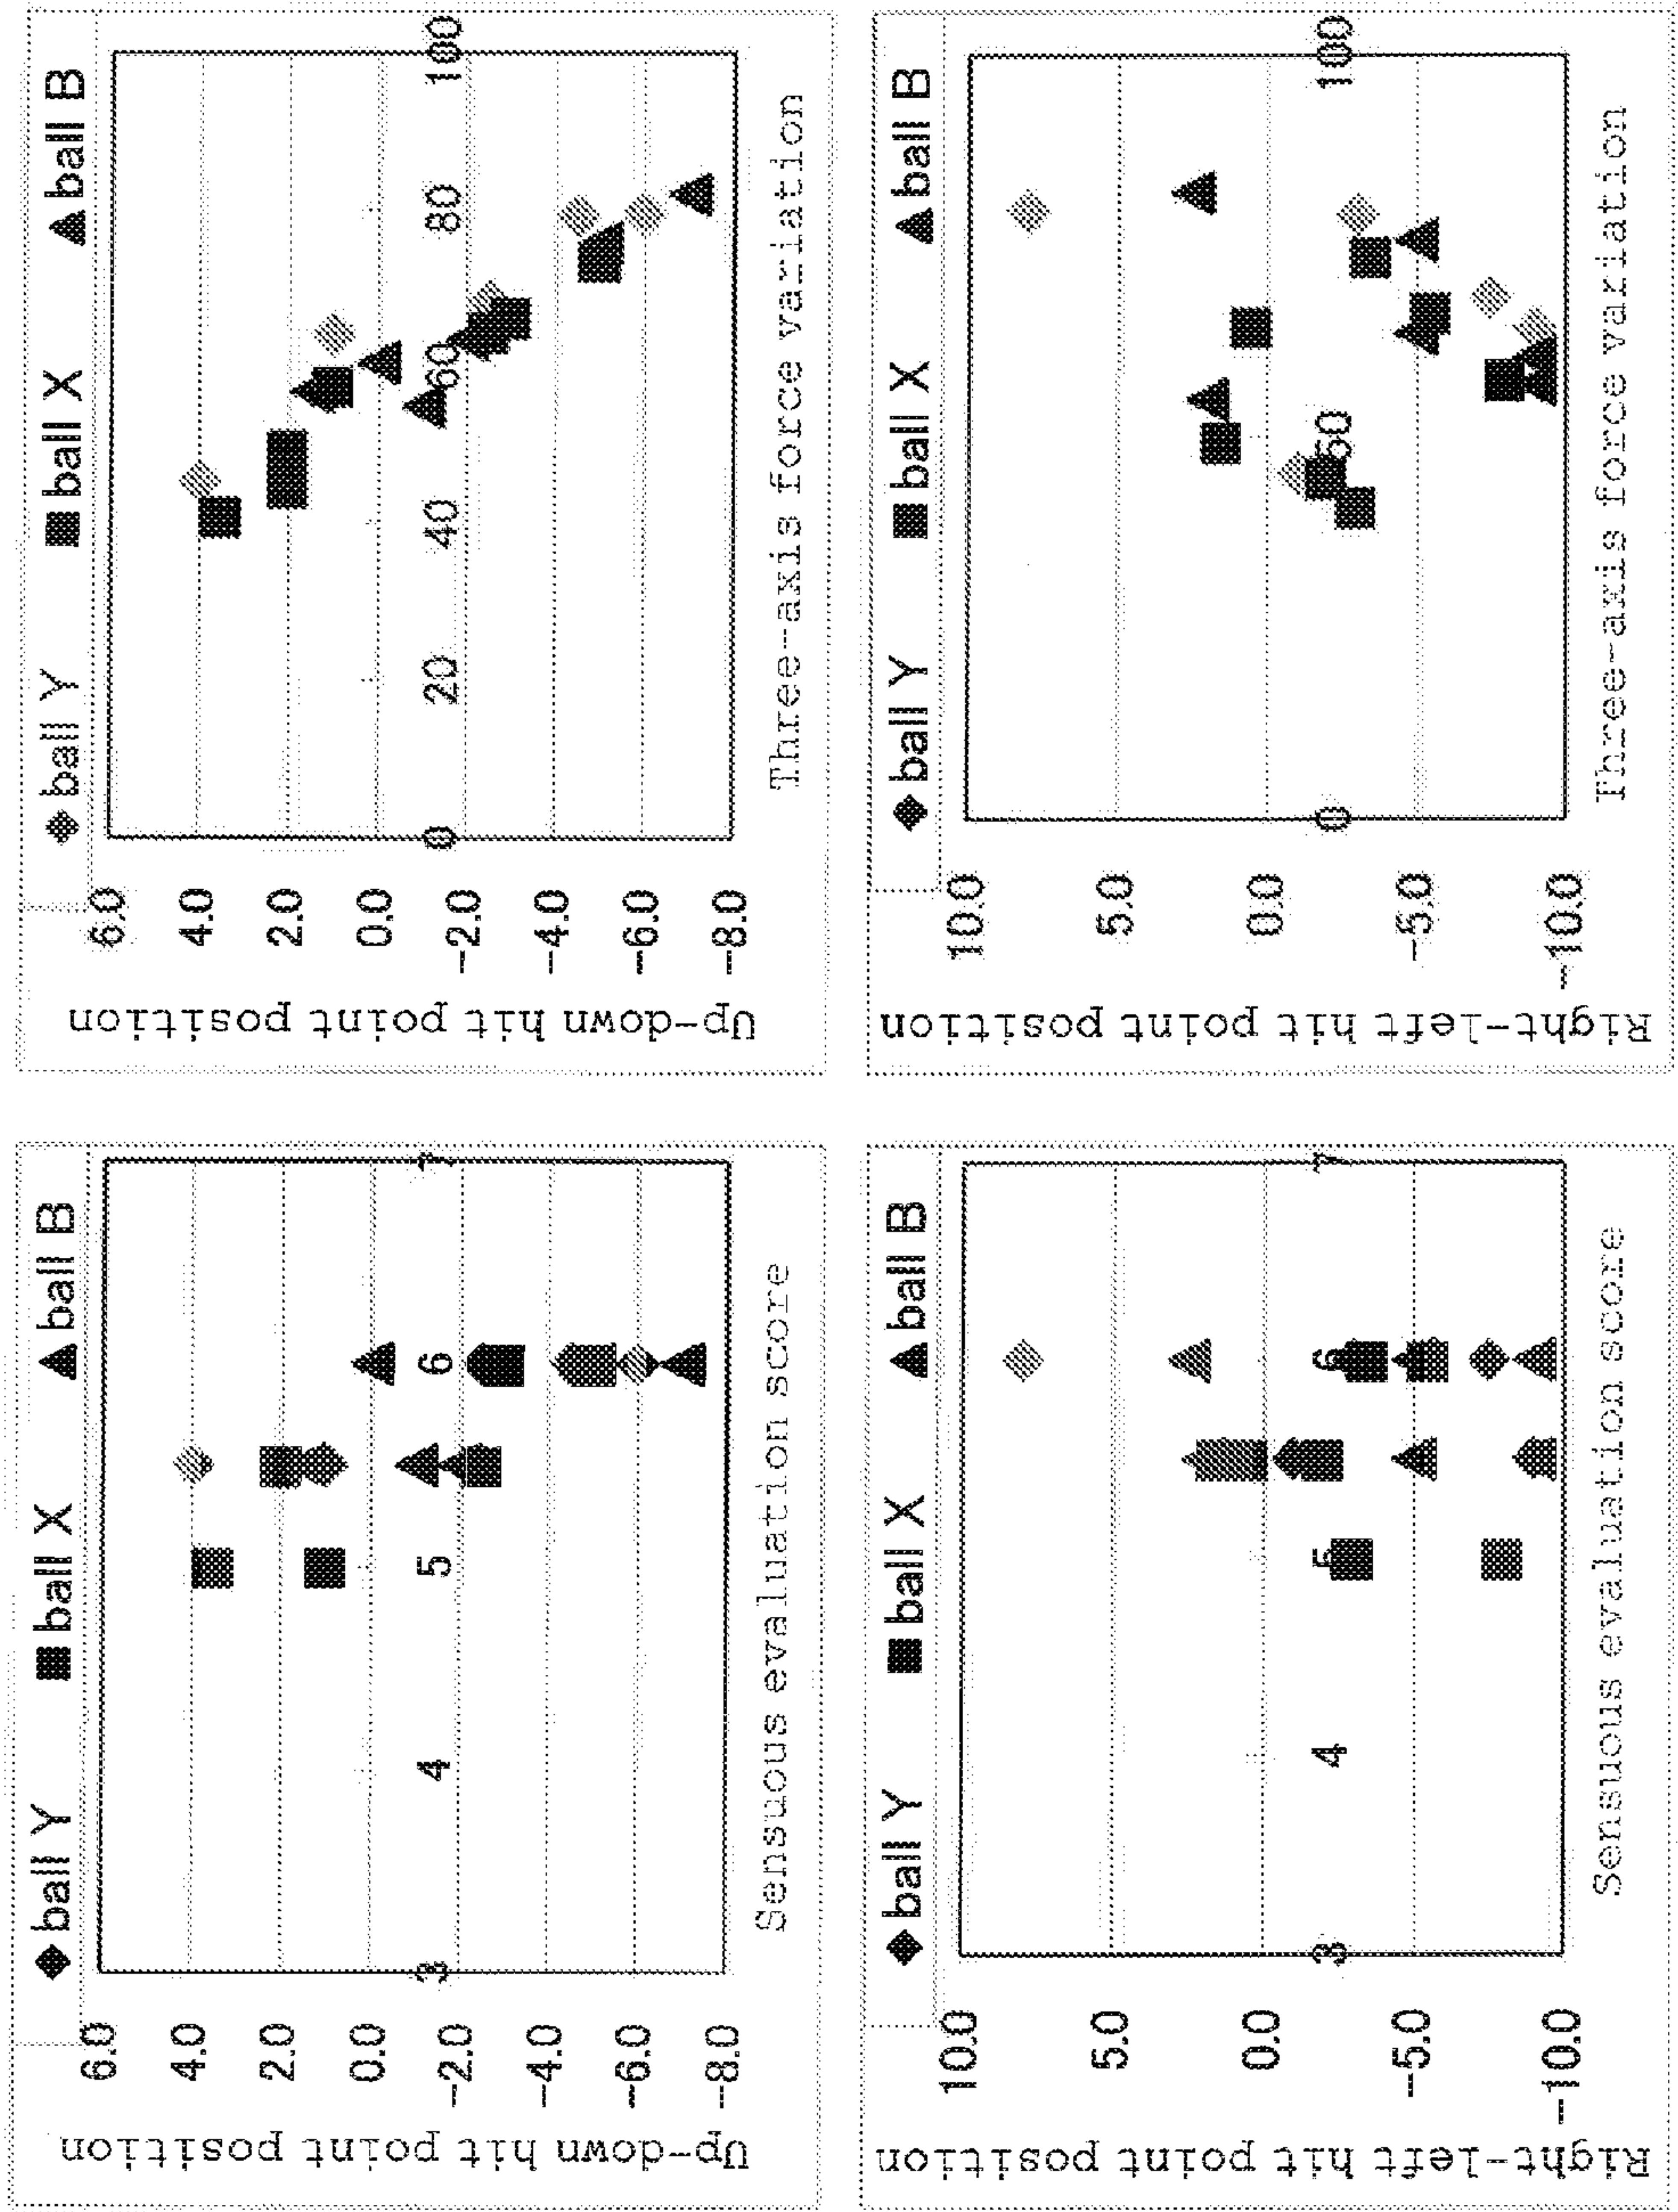 ball Y ball X ball B
6.0
4.0
2.0
0.0
-2.0
-4.0
-6.0
-8.0
3 4 5 6 7
Up-down hit point position
Sensuous evaluation score
ball Y ball X ball B
6.0
4.0
2.0
0.0
-2.0
-4.0
-6.0
-8.0
0 20 40 60 80 100
Up-down hit point position
Three-axis force variation
ball Y ball X ball B
10.0
5.0
0.0
-5.0
-10.0
3 4 5 6 7
Right-left hit point position
Sensuous evaluation score
ball Y ball X ball B
10.0
5.0
0.0
-5.0
-10.0
0 50 100
Right-left hit point position
Three-axis force variation